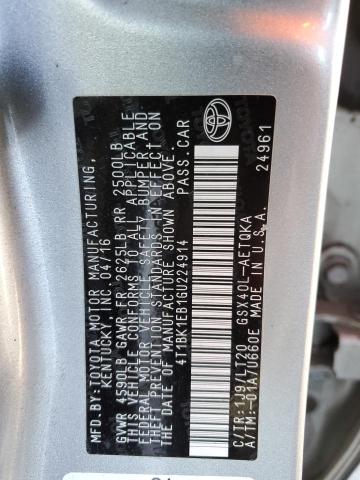 MFD.BY:TOYOTA MOTOR MANUFACTURING,
KENTUCKY, INC. 04/16
GVWR 4590LB GAWR FR 2625LB RR 2500LB
THIS VEHICLE CONFORMS TO ALL APPLICABLE
FEDERAL MOTOR VEHICLE SAFETY,BUMPER,AND
THEFT PREVENTION STANDARDS IN EFFECT ON
THE DATE OF MANUFACTURE SHOWN ABOVE.
4T1BK1EB1GU224914 PASS.CAR
C/TR:1J9/LT20 GSX40L-AETQKA
A/TM:-01A/U660E MADE IN U.S.A.
24961